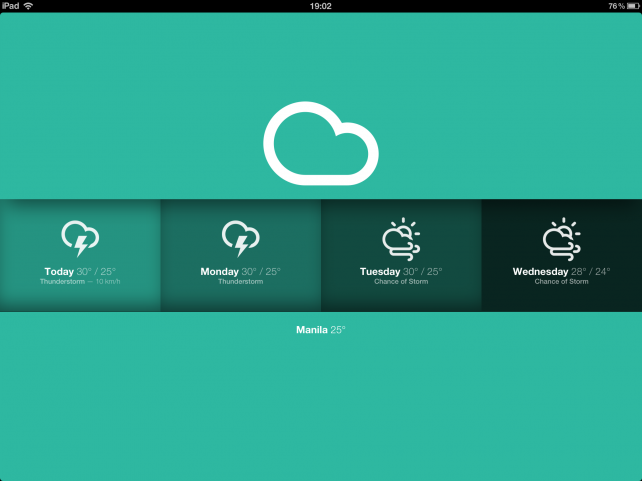 iPad 19:02 76 %
Today 30° / 25° Monday 30° / 25° Tuesday 30° / 25° Wednesday 28° / 24°
Thunderstorm — 10 km/h Thunderstorm Chance of Storm Chance of Storm
Manila 25°